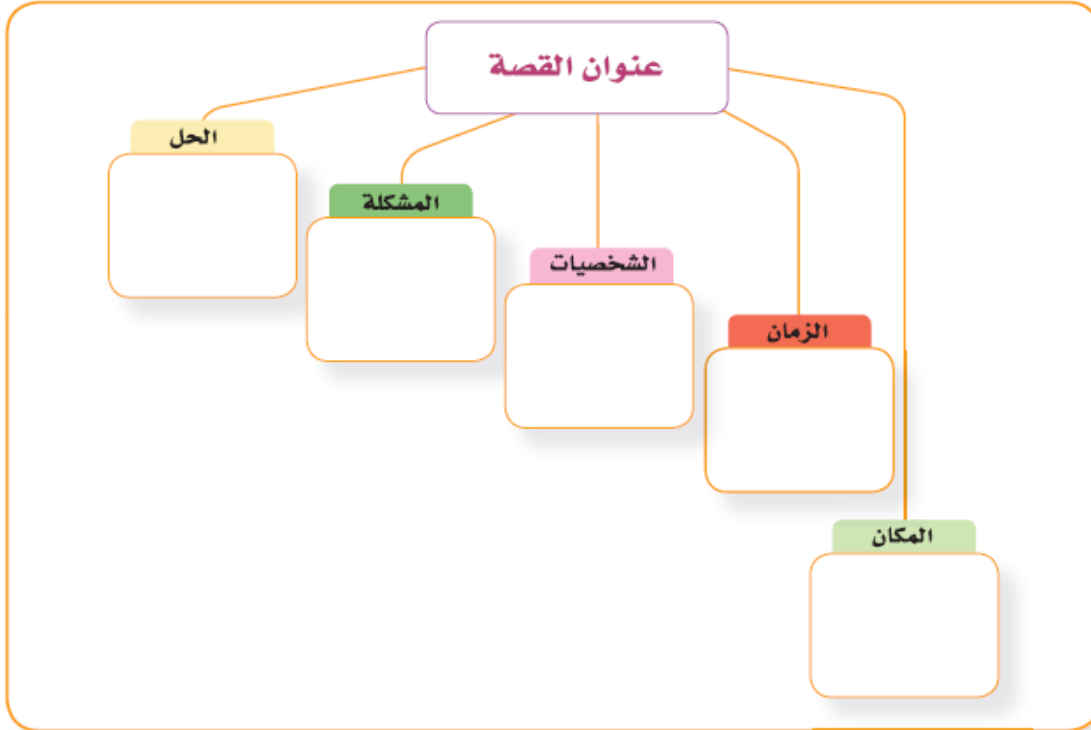 عنوان القصة
الحل
المشكلة
الشخصيات
الزمان
المكان